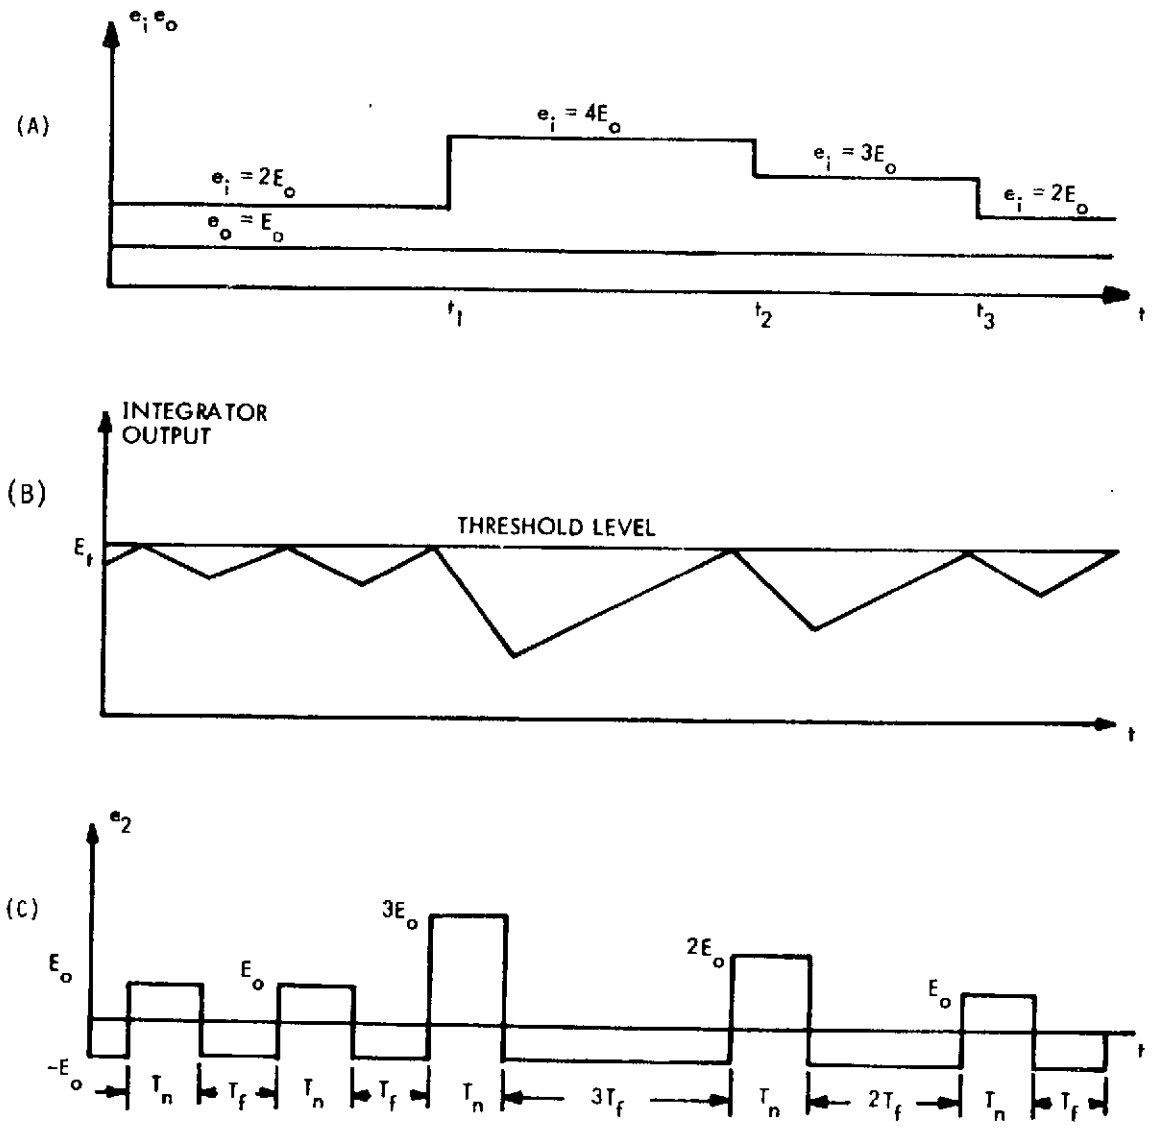 e_i e_o
(A)
e_i = 4E_o
e_i = 3E_o
e_i = 2E_o
e_i = 2E_o
e_o = E_o
t_1 t_2 t_3 t
INTEGRATOR
OUTPUT
(B)
THRESHOLD LEVEL
E_t
t
e_2
(C)
3E_o
2E_o
E_o E_o E_o
t
-E_o T_n T_f T_n T_f T_n 3T_f T_n 2T_f T_n T_f